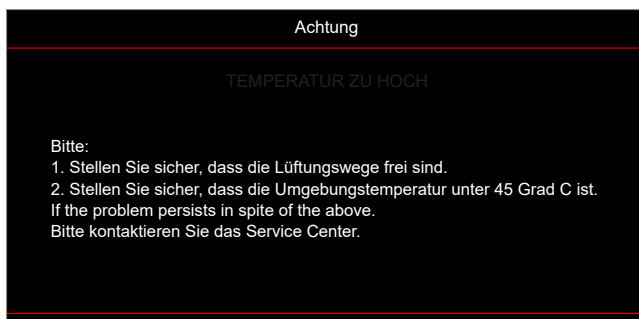 Achtung
TEMPERATUR ZU HOCH
Bitte:
1. Stellen Sie sicher, dass die Lüftungswege frei sind.
2. Stellen Sie sicher, dass die Umgebungstemperatur unter 45 Grad C ist.
If the problem persists in spite of the above.
Bitte kontaktieren Sie das Service Center.